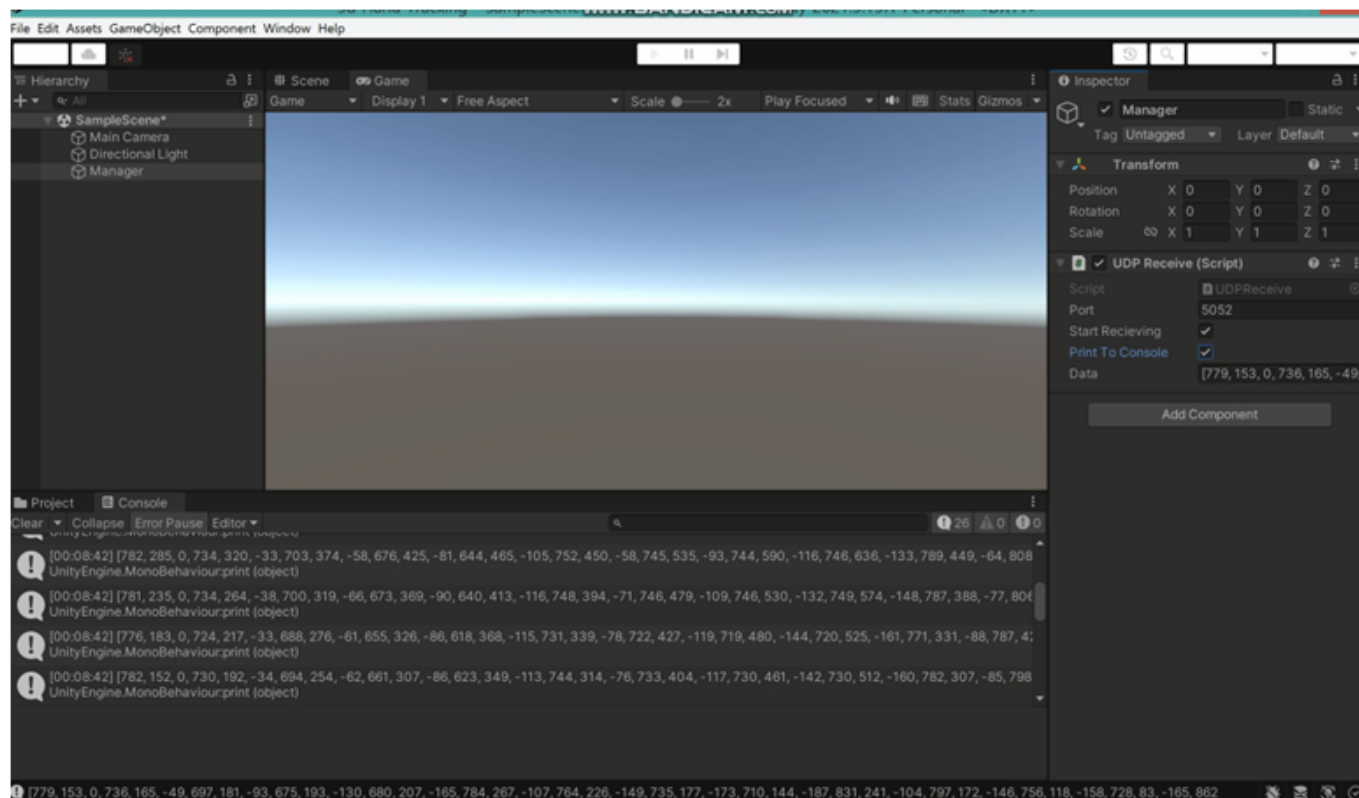 3d Hand Tracking - SampleScene
WWW.BANDICAM.COM
File Edit Assets GameObject Component Window Help
Hierarchy
All
SampleScene*
Main Camera
Directional Light
Manager
Scene Game
Game Display 1 Free Aspect Scale 2x Play Focused Stats Gizmos
Inspector
Manager Static
Tag Untagged Layer Default
Transform
Position X 0 Y 0 Z 0
Rotation X 0 Y 0 Z 0
Scale X 1 Y 1 Z 1
UDP Receive (Script)
Script UDPReceive
Port 5052
Start Recieving
Print To Console
Data [779, 153, 0, 736, 165, -49
Add Component
Project Console
Clear Collapse Error Pause Editor 26 0 0
UnityEngine.MonoBehaviour:print (object)
[00:08:42] [782, 285, 0, 734, 320, -33, 703, 374, -58, 676, 425, -81, 644, 465, -105, 752, 450, -58, 745, 535, -93, 744, 590, -116, 746, 636, -133, 789, 449, -64, 808
UnityEngine.MonoBehaviour:print (object)
[00:08:42] [781, 235, 0, 734, 264, -38, 700, 319, -66, 673, 369, -90, 640, 413, -116, 748, 394, -71, 746, 479, -109, 746, 530, -132, 749, 574, -148, 787, 388, -77, 806
UnityEngine.MonoBehaviour:print (object)
[00:08:42] [776, 183, 0, 724, 217, -33, 688, 276, -61, 655, 326, -86, 618, 368, -115, 731, 339, -78, 722, 427, -119, 719, 480, -144, 720, 525, -161, 771, 331, -88, 787,
UnityEngine.MonoBehaviour:print (object)
[00:08:42] [782, 152, 0, 730, 192, -34, 694, 254, -62, 661, 307, -86, 623, 349, -113, 744, 314, -76, 733, 404, -117, 730, 461, -142, 730, 512, -160, 782, 307, -85, 798
UnityEngine.MonoBehaviour:print (object)
[779, 153, 0, 736, 165, -49, 697, 181, -93, 675, 193, -130, 680, 207, -165, 784, 267, -107, 764, 226, -149, 735, 177, -173, 710, 144, -187, 831, 241, -104, 797, 172, -146, 756, 118, -158, 728, 83, -165, 862